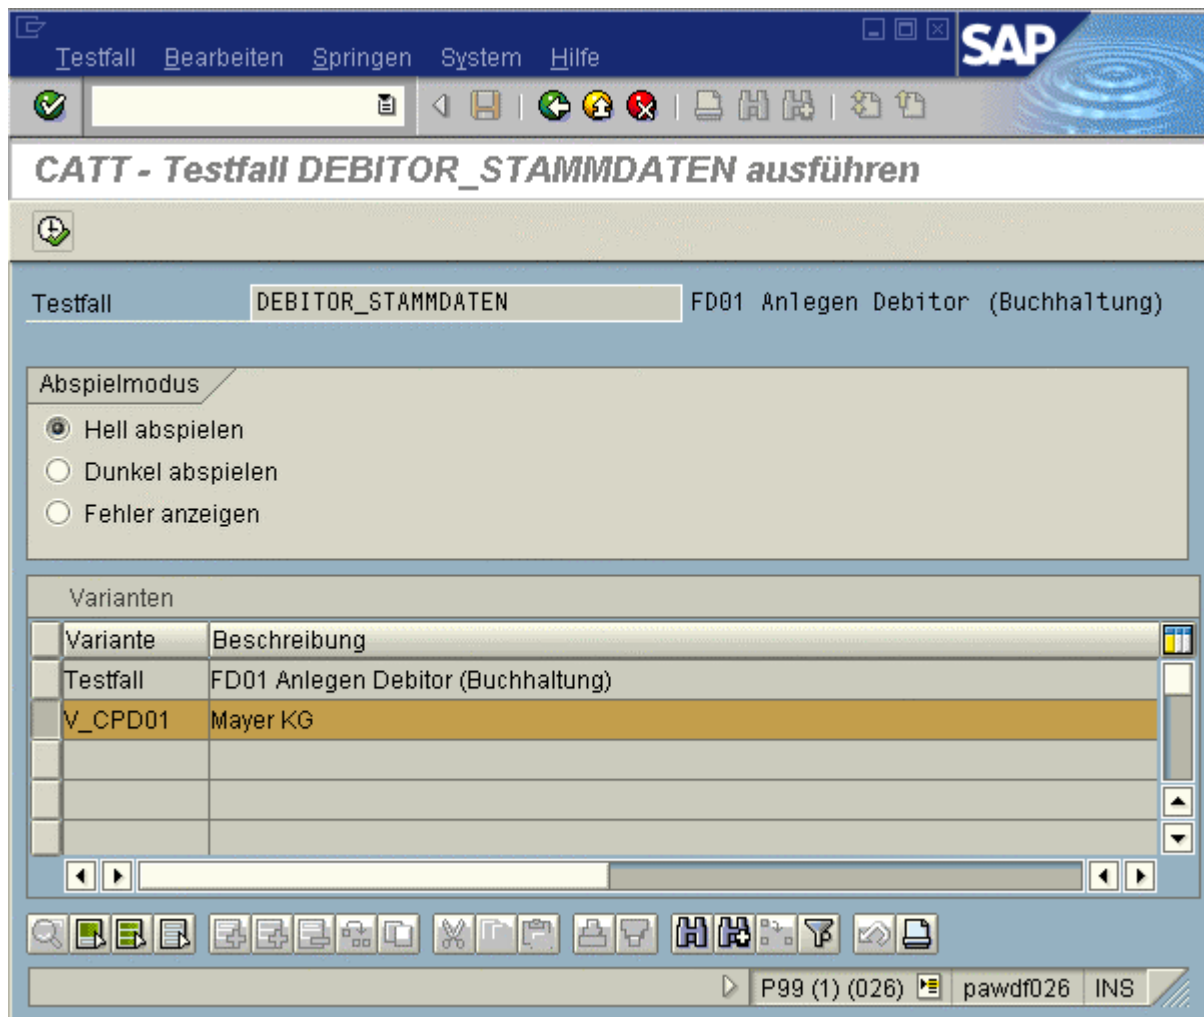 Testfall Bearbeiten Springen System Hilfe
SAP
CATT - Testfall DEBITOR_STAMMDATEN ausführen
Testfall DEBITOR_STAMMDATEN FD01 Anlegen Debitor (Buchhaltung)
Abspielmodus
Hell abspielen
Dunkel abspielen
Fehler anzeigen
Varianten
Variante Beschreibung
Testfall FD01 Anlegen Debitor (Buchhaltung)
V_CPD01 Mayer KG
P99 (1) (026) pawdf026 INS